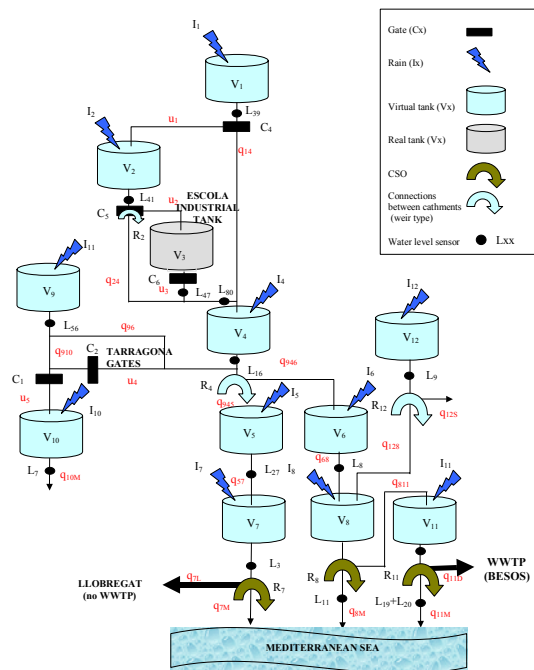 I1
V1
L39
C4
u1
q14
I2
V2
L41
C5
R2
u2
ESCOLA
INDUSTRIAL
TANK
V3
C6
u3
L47
L80
q24
I4
V4
L16
R4
q946
q945
I11
V9
L56
q96
q910
C2
TARRAGONA
GATES
C1
u4
u5
I10
V10
L7
q10M
I5
V5
L27
q57
I6
V6
L8
q68
I12
V12
L9
R12
q12S
q128
I7
V7
L3
R7
q7L
q7M
LLOBREGAT
(no WWTP)
I8
V8
R8
L11
q8M
q811
I11
V11
R11
L19+L20
q11M
q11B
WWTP
(BESOS)
MEDITERRANEAN SEA
Gate (Cx)
Rain (Ix)
Virtual tank (Vx)
Real tank (Vx)
CSO
Connections
between cathments
(weir type)
Water level sensor
Lxx